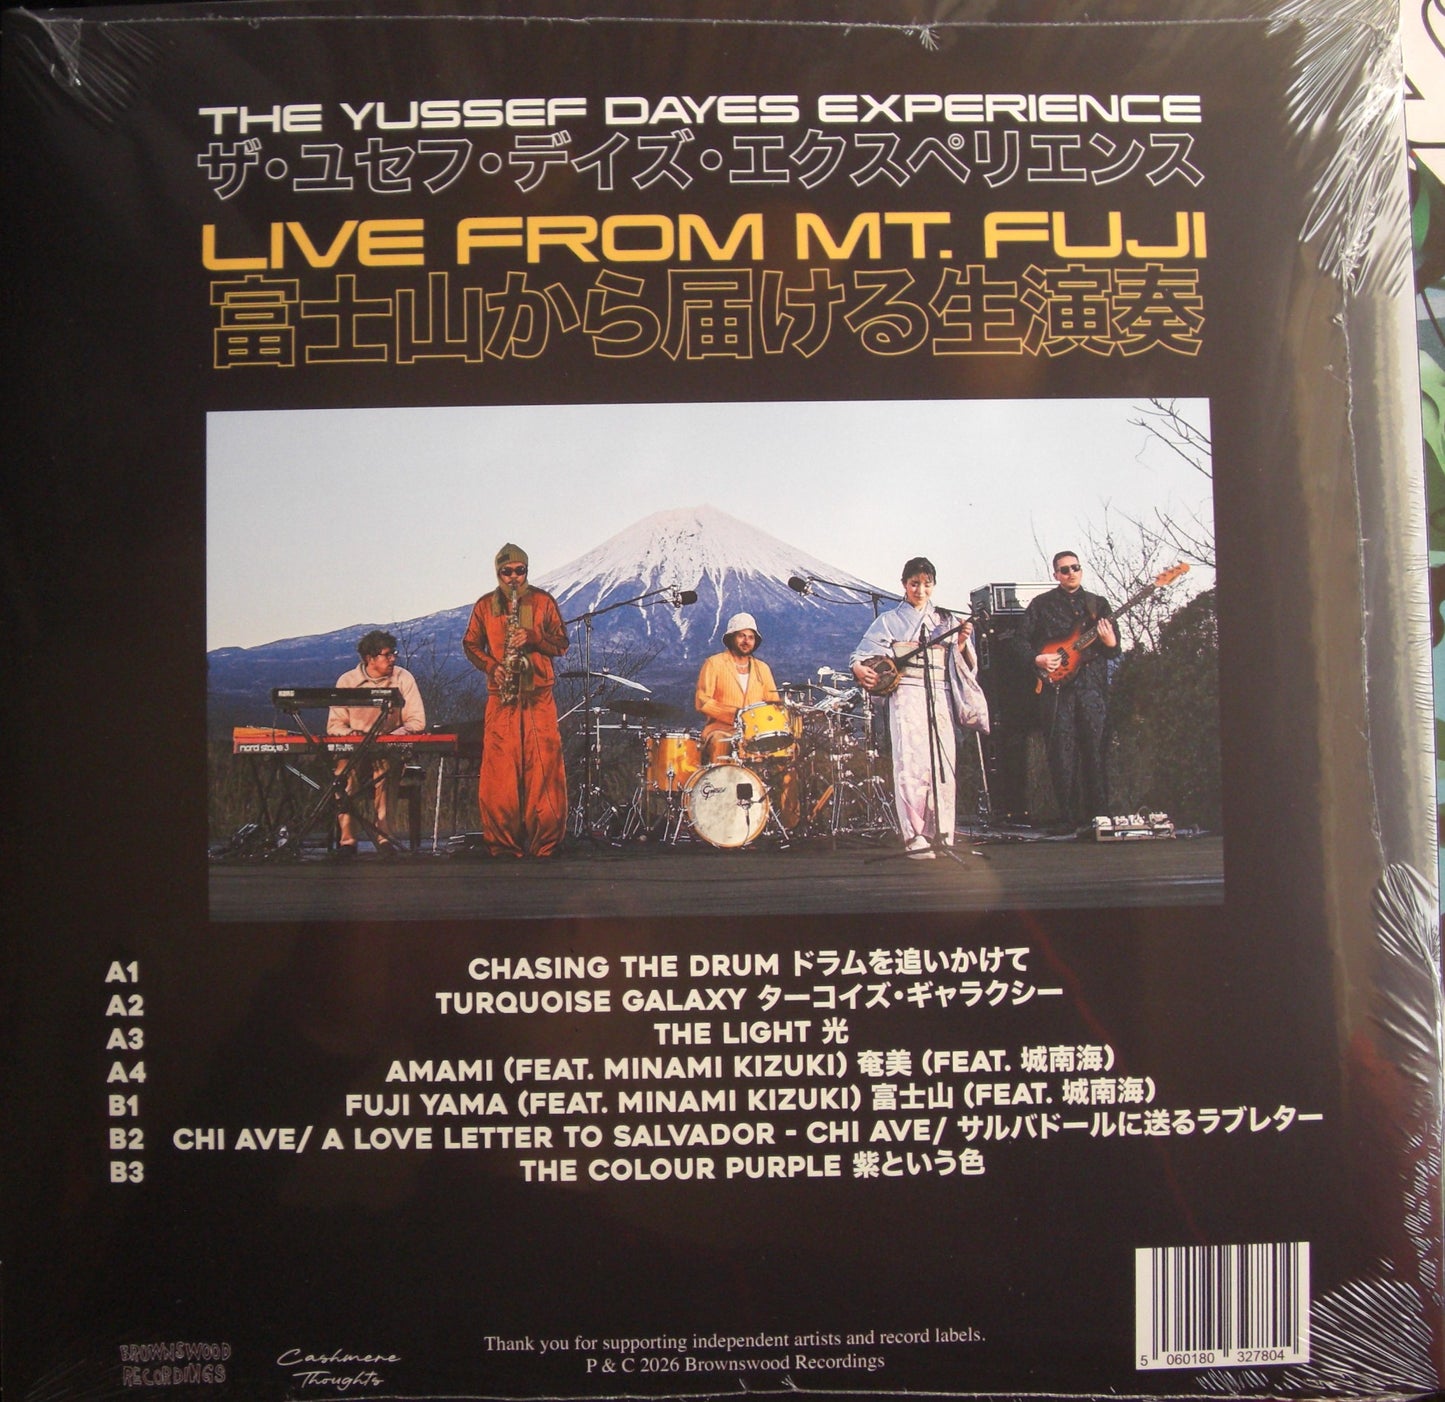 THE YUSSEF DAYES EXPERIENCE
ザ・ユセフ・デイズ・エクスペリエンス
LIVE FROM MT. FUJI
富士山から届ける生演奏
KORG prologue
nord stage 3
Gretsch
A1 CHASING THE DRUM ドラムを追いかけて
A2 TURQUOISE GALAXY ターコイズ・ギャラクシー
A3 THE LIGHT 光
A4 AMAMI (FEAT. MINAMI KIZUKI) 奄美 (FEAT. 城南海)
B1 FUJI YAMA (FEAT. MINAMI KIZUKI) 富士山 (FEAT. 城南海)
B2 CHI AVE/ A LOVE LETTER TO SALVADOR - CHI AVE/ サルバドールに送るラブレター
B3 THE COLOUR PURPLE 紫という色
BROWNSWOOD
RECORDINGS
Cashmere
Thoughts
Thank you for supporting independent artists and record labels.
P & C 2026 Brownswood Recordings
5 060180 327804